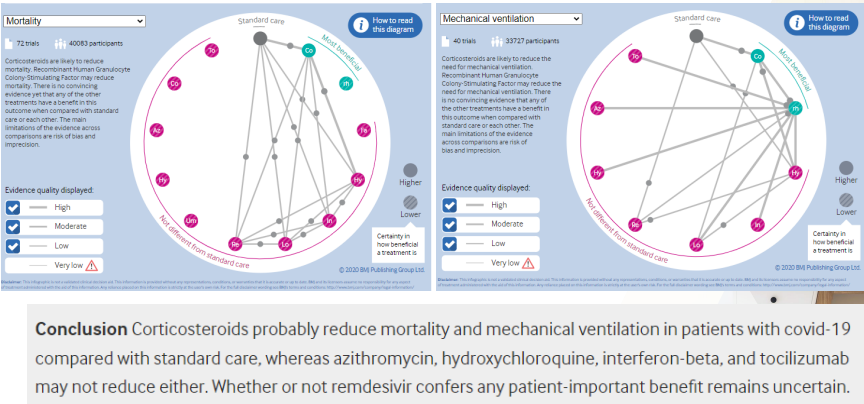 Mortality
Standard care
How to read
this diagram
72 trials
40083 participants
Corticosteroids are likely to reduce
mortality. Recombinant Human Granulocyte
Colony-Stimulating Factor may reduce
mortality. There is no convincing
evidence yet that any of the other
treatments have a benefit in this
outcome when compared with standard
care or each other. The main
limitations of the evidence across
comparisons are risk of bias and
imprecision.
Evidence quality displayed:
High
Moderate
Low
Very low
Most beneficial
Not different from standard care
To
Co
Co
rh
Az
Hy
Um
Re
Lo
In
Hy
Higher
Lower
Certainty in
how beneficial
a treatment is
© 2020 BMJ Publishing Group Ltd.
Mechanical ventilation
Standard care
How to read
this diagram
40 trials
33727 participants
Corticosteroids are likely to reduce the
need for mechanical ventilation.
Recombinant Human Granulocyte
Colony-Stimulating Factor may reduce the
need for mechanical ventilation. There
is no convincing evidence that any of
the other treatments have a benefit in
this outcome when compared with
standard care or each other. The main
limitations of the evidence across
comparisons are risk of bias
and imprecision.
Evidence quality displayed:
High
Moderate
Low
Very low
Most beneficial
Not different from standard care
To
Co
rh
Az
Hy
Hy
Re
Lo
In
Higher
Lower
Certainty in
how beneficial
a treatment is
© 2020 BMJ Publishing Group Ltd.
Conclusion Corticosteroids probably reduce mortality and mechanical ventilation in patients with covid-19
compared with standard care, whereas azithromycin, hydroxychloroquine, interferon-beta, and tocilizumab
may not reduce either. Whether or not remdesivir confers any patient-important benefit remains uncertain.